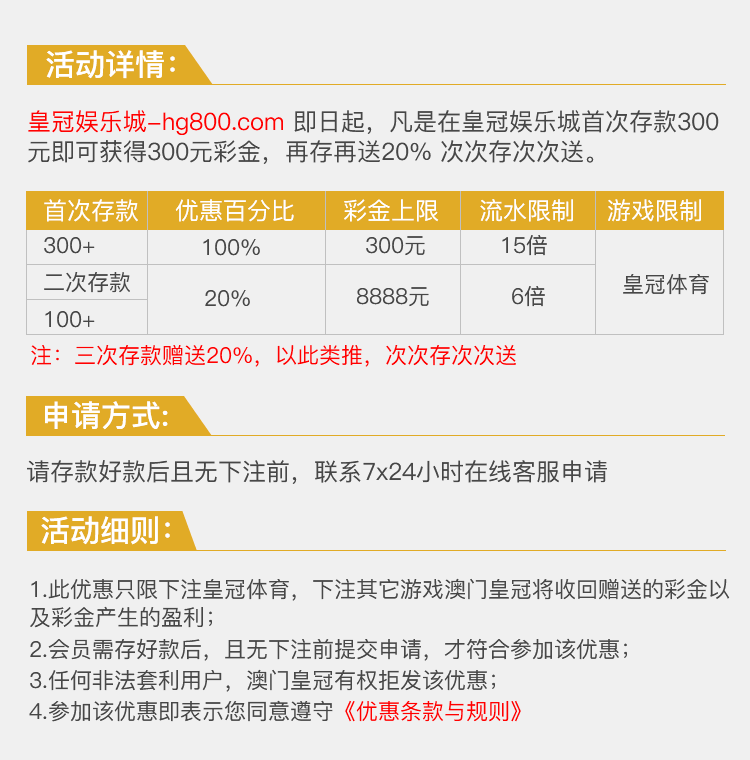 活动详情：
皇冠娱乐城-hg800.com 即日起，凡是在皇冠娱乐城首次存款300
元即可获得300元彩金，再存再送20% 次次存次次送。
首次存款 优惠百分比 彩金上限 流水限制 游戏限制
300+ 100% 300元 15倍
皇冠体育
二次存款
20% 8888元 6倍
100+
注：三次存款赠送20%，以此类推，次次存次次送
申请方式:
请存款好款后且无下注前，联系7x24小时在线客服申请
活动细则：
1.此优惠只限下注皇冠体育，下注其它游戏澳门皇冠将收回赠送的彩金以
及彩金产生的盈利；
2.会员需存好款后，且无下注前提交申请，才符合参加该优惠；
3.任何非法套利用户，澳门皇冠有权拒发该优惠；
4.参加该优惠即表示您同意遵守《优惠条款与规则》